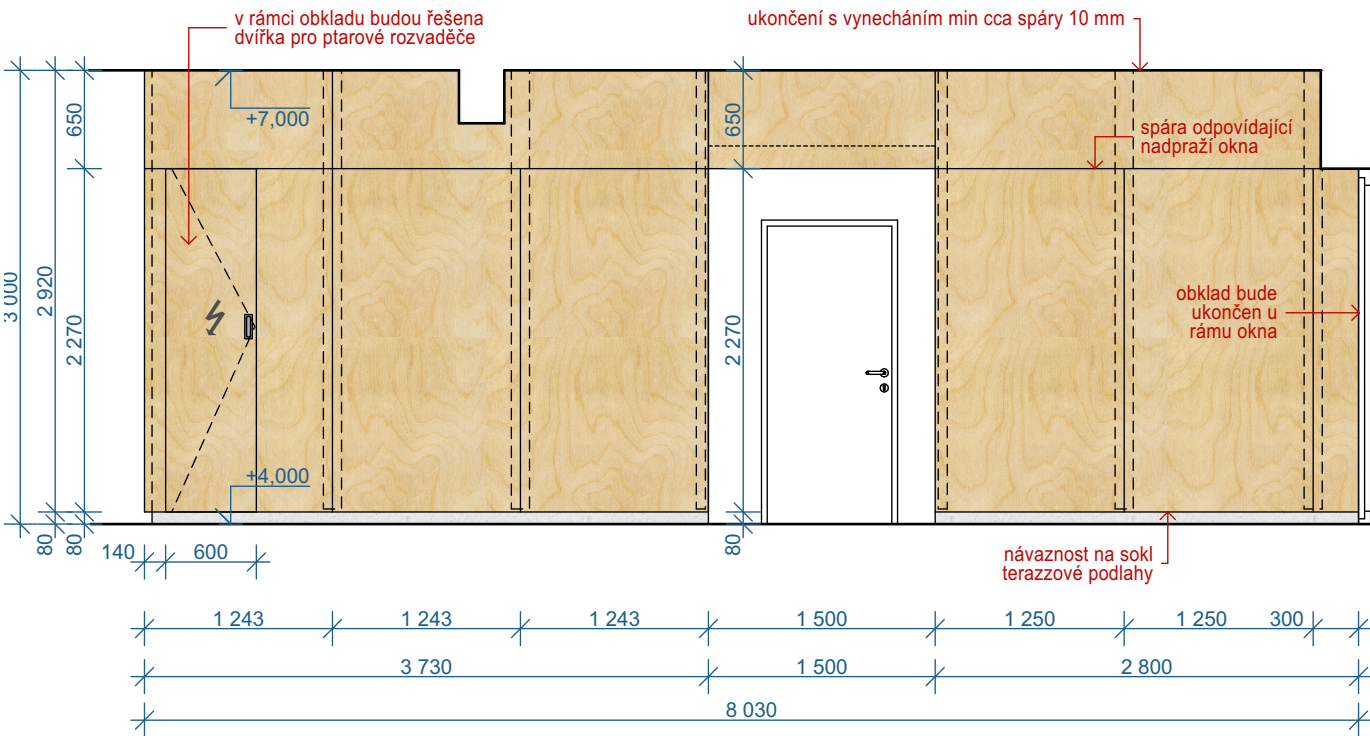 v rámci obkladu budou řešena
dvířka pro ptarové rozvaděče
ukončení s vynecháním min cca spáry 10 mm
+7,000
650
650
spára odpovídající
nadpraží okna
3 000
2 920
2 270
2 270
obklad bude
ukončen u
rámu okna
+4,000
80
80
80
140
600
návaznost na sokl
terazzové podlahy
1 243
1 243
1 243
1 500
1 250
1 250
300
3 730
1 500
2 800
8 030